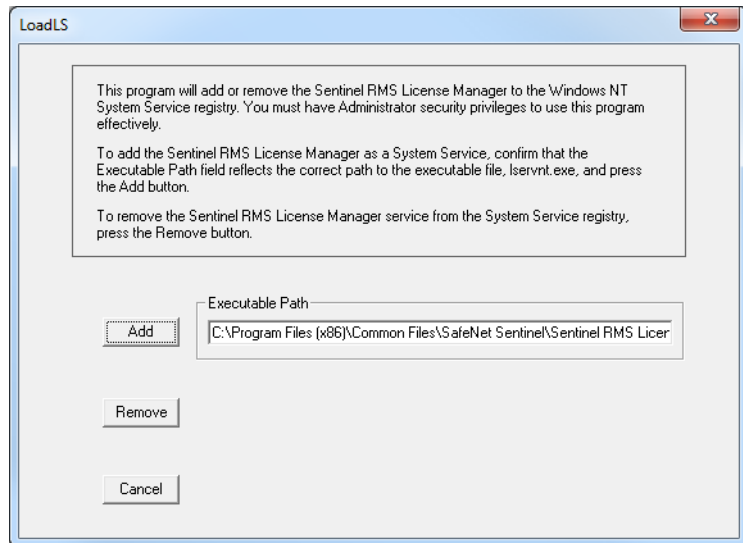 LoadLS
This program will add or remove the Sentinel RMS License Manager to the Windows NT
System Service registry. You must have Administrator security privileges to use this program
effectively.
To add the Sentinel RMS License Manager as a System Service, confirm that the
Executable Path field reflects the correct path to the executable file, lservnt.exe, and press
the Add button.
To remove the Sentinel RMS License Manager service from the System Service registry,
press the Remove button.
Executable Path
Add
C:\Program Files (x86)\Common Files\SafeNet Sentinel\Sentinel RMS Licer
Remove
Cancel